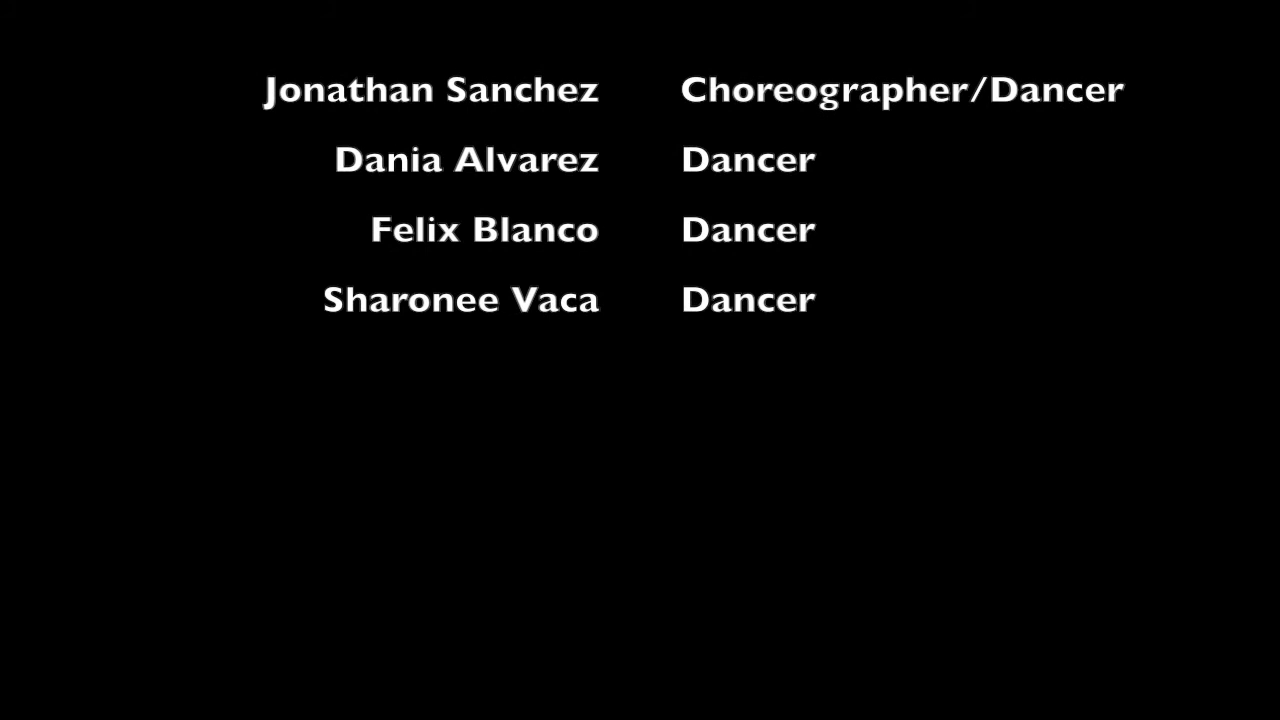 Jonathan Sanchez Choreographer/Dancer
Dania Alvarez Dancer
Felix Blanco Dancer
Sharonee Vaca Dancer